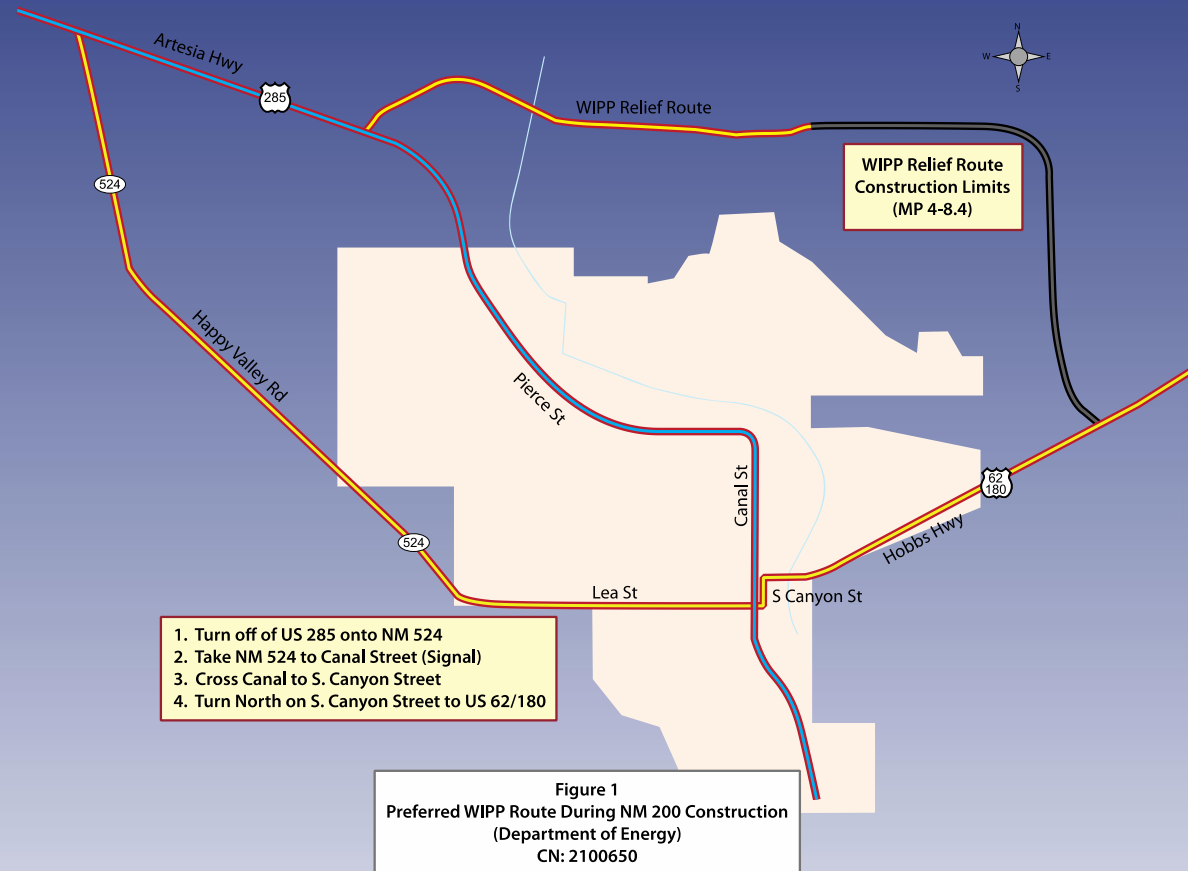 N
W
E
S
Artesia Hwy
285
WIPP Relief Route
WIPP Relief Route
Construction Limits
(MP 4-8.4)
524
Happy Valley Rd
Pierce St
Canal St
62
180
Hobbs Hwy
524
Lea St
S Canyon St
1. Turn off of US 285 onto NM 524
2. Take NM 524 to Canal Street (Signal)
3. Cross Canal to S. Canyon Street
4. Turn North on S. Canyon Street to US 62/180
Figure 1
Preferred WIPP Route During NM 200 Construction
(Department of Energy)
CN: 2100650